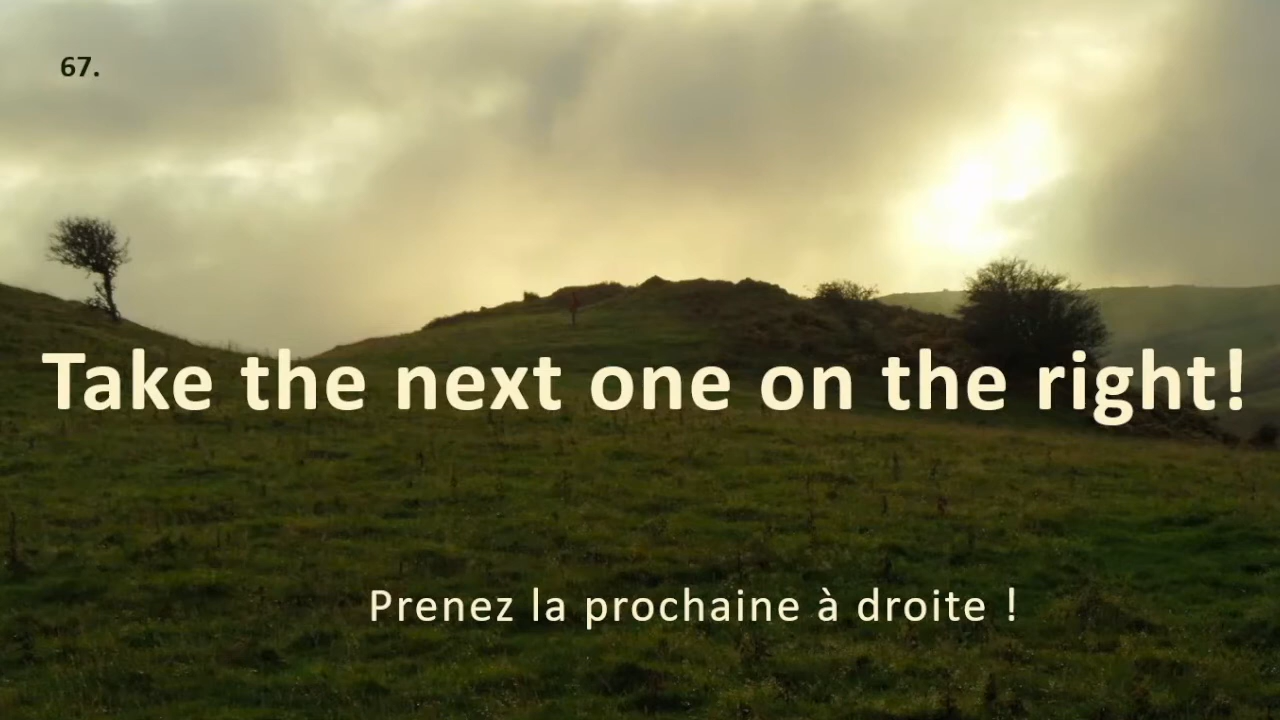 67.
Take the next one on the right!
Prenez la prochaine à droite !